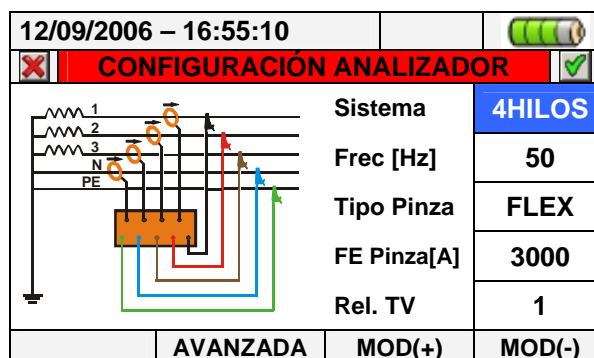 12/09/2006 – 16:55:10
CONFIGURACIÓN ANALIZADOR
1
2
3
N
PE
Sistema 4HILOS
Frec [Hz] 50
Tipo Pinza FLEX
FE Pinza[A] 3000
Rel. TV 1
AVANZADA MOD(+) MOD(-)